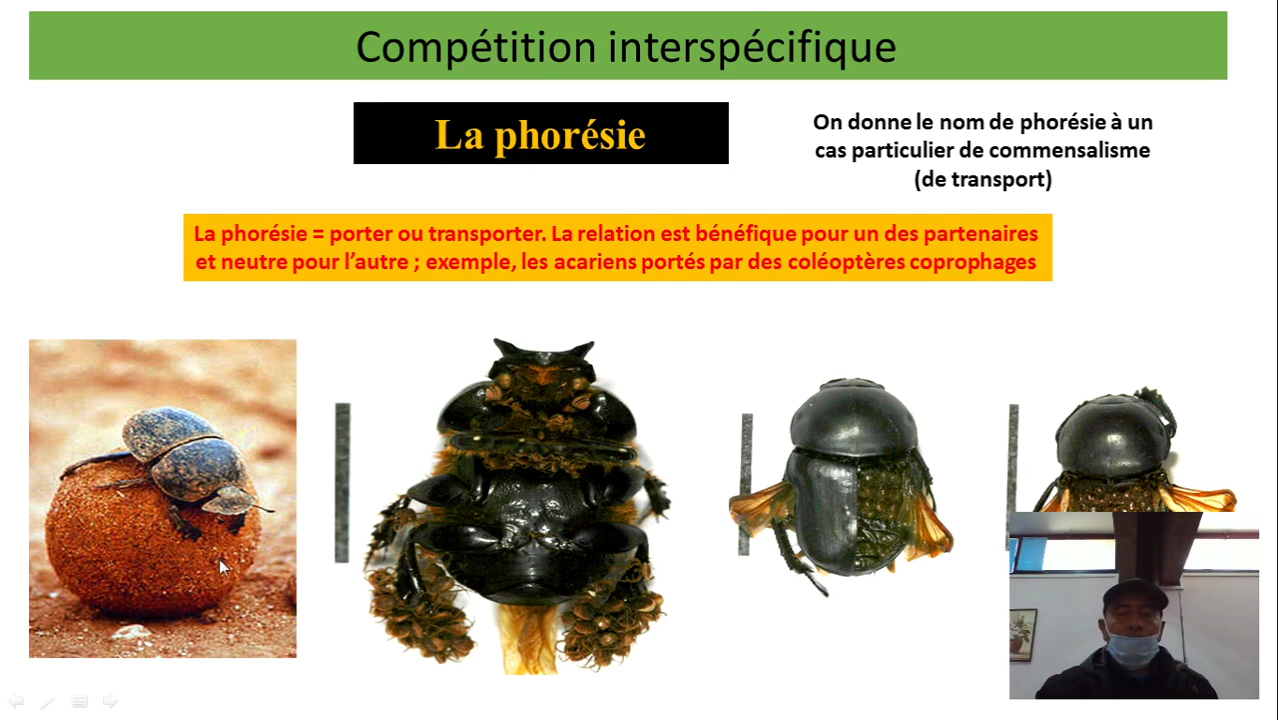 Compétition interspécifique
La phorésie
On donne le nom de phorésie à un
cas particulier de commensalisme
(de transport)
La phorésie = porter ou transporter. La relation est bénéfique pour un des partenaires
et neutre pour l’autre ; exemple, les acariens portés par des coléoptères coprophages